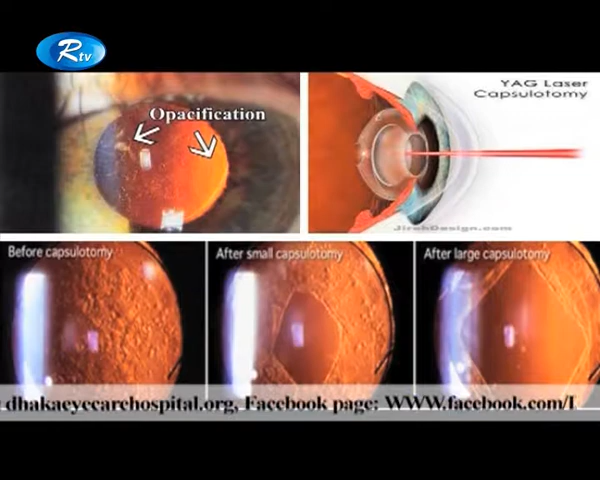 Rtv
Opacification
YAG Laser
Capsulotomy
JirehDesign.com
Before capsulotomy
After small capsulotomy
After large capsulotomy
dhakaeyecarehospital.org, Facebook page: WWW.facebook.com/